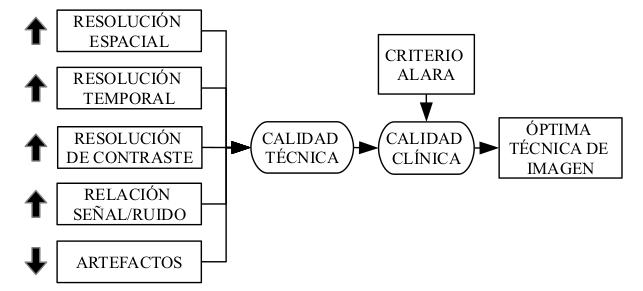 RESOLUCIÓN
ESPACIAL
RESOLUCIÓN
TEMPORAL
RESOLUCIÓN
DE CONTRASTE
RELACIÓN
SEÑAL/RUIDO
ARTEFACTOS
CALIDAD
TÉCNICA
CRITERIO
ALARA
CALIDAD
CLÍNICA
ÓPTIMA
TÉCNICA DE
IMAGEN